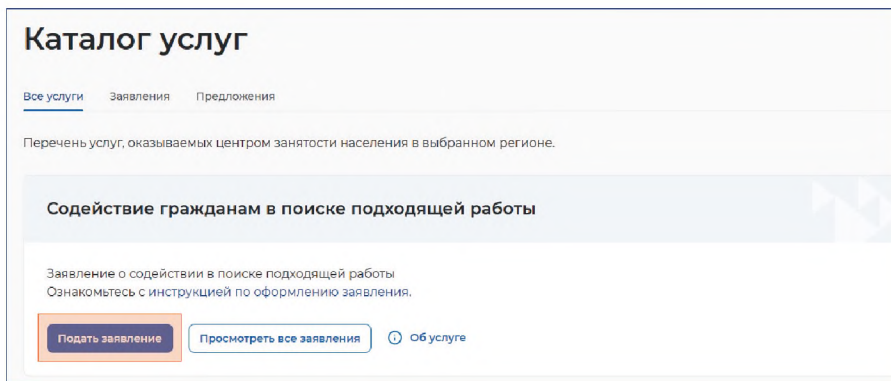 Каталог услуг
Все услуги Заявления Предложения
Перечень услуг, оказываемых центром занятости населения в выбранном регионе.
Содействие гражданам в поиске подходящей работы
Заявление о содействии в поиске подходящей работы
Ознакомьтесь с инструкцией по оформлению заявления.
Подать заявление Просмотреть все заявления Об услуге